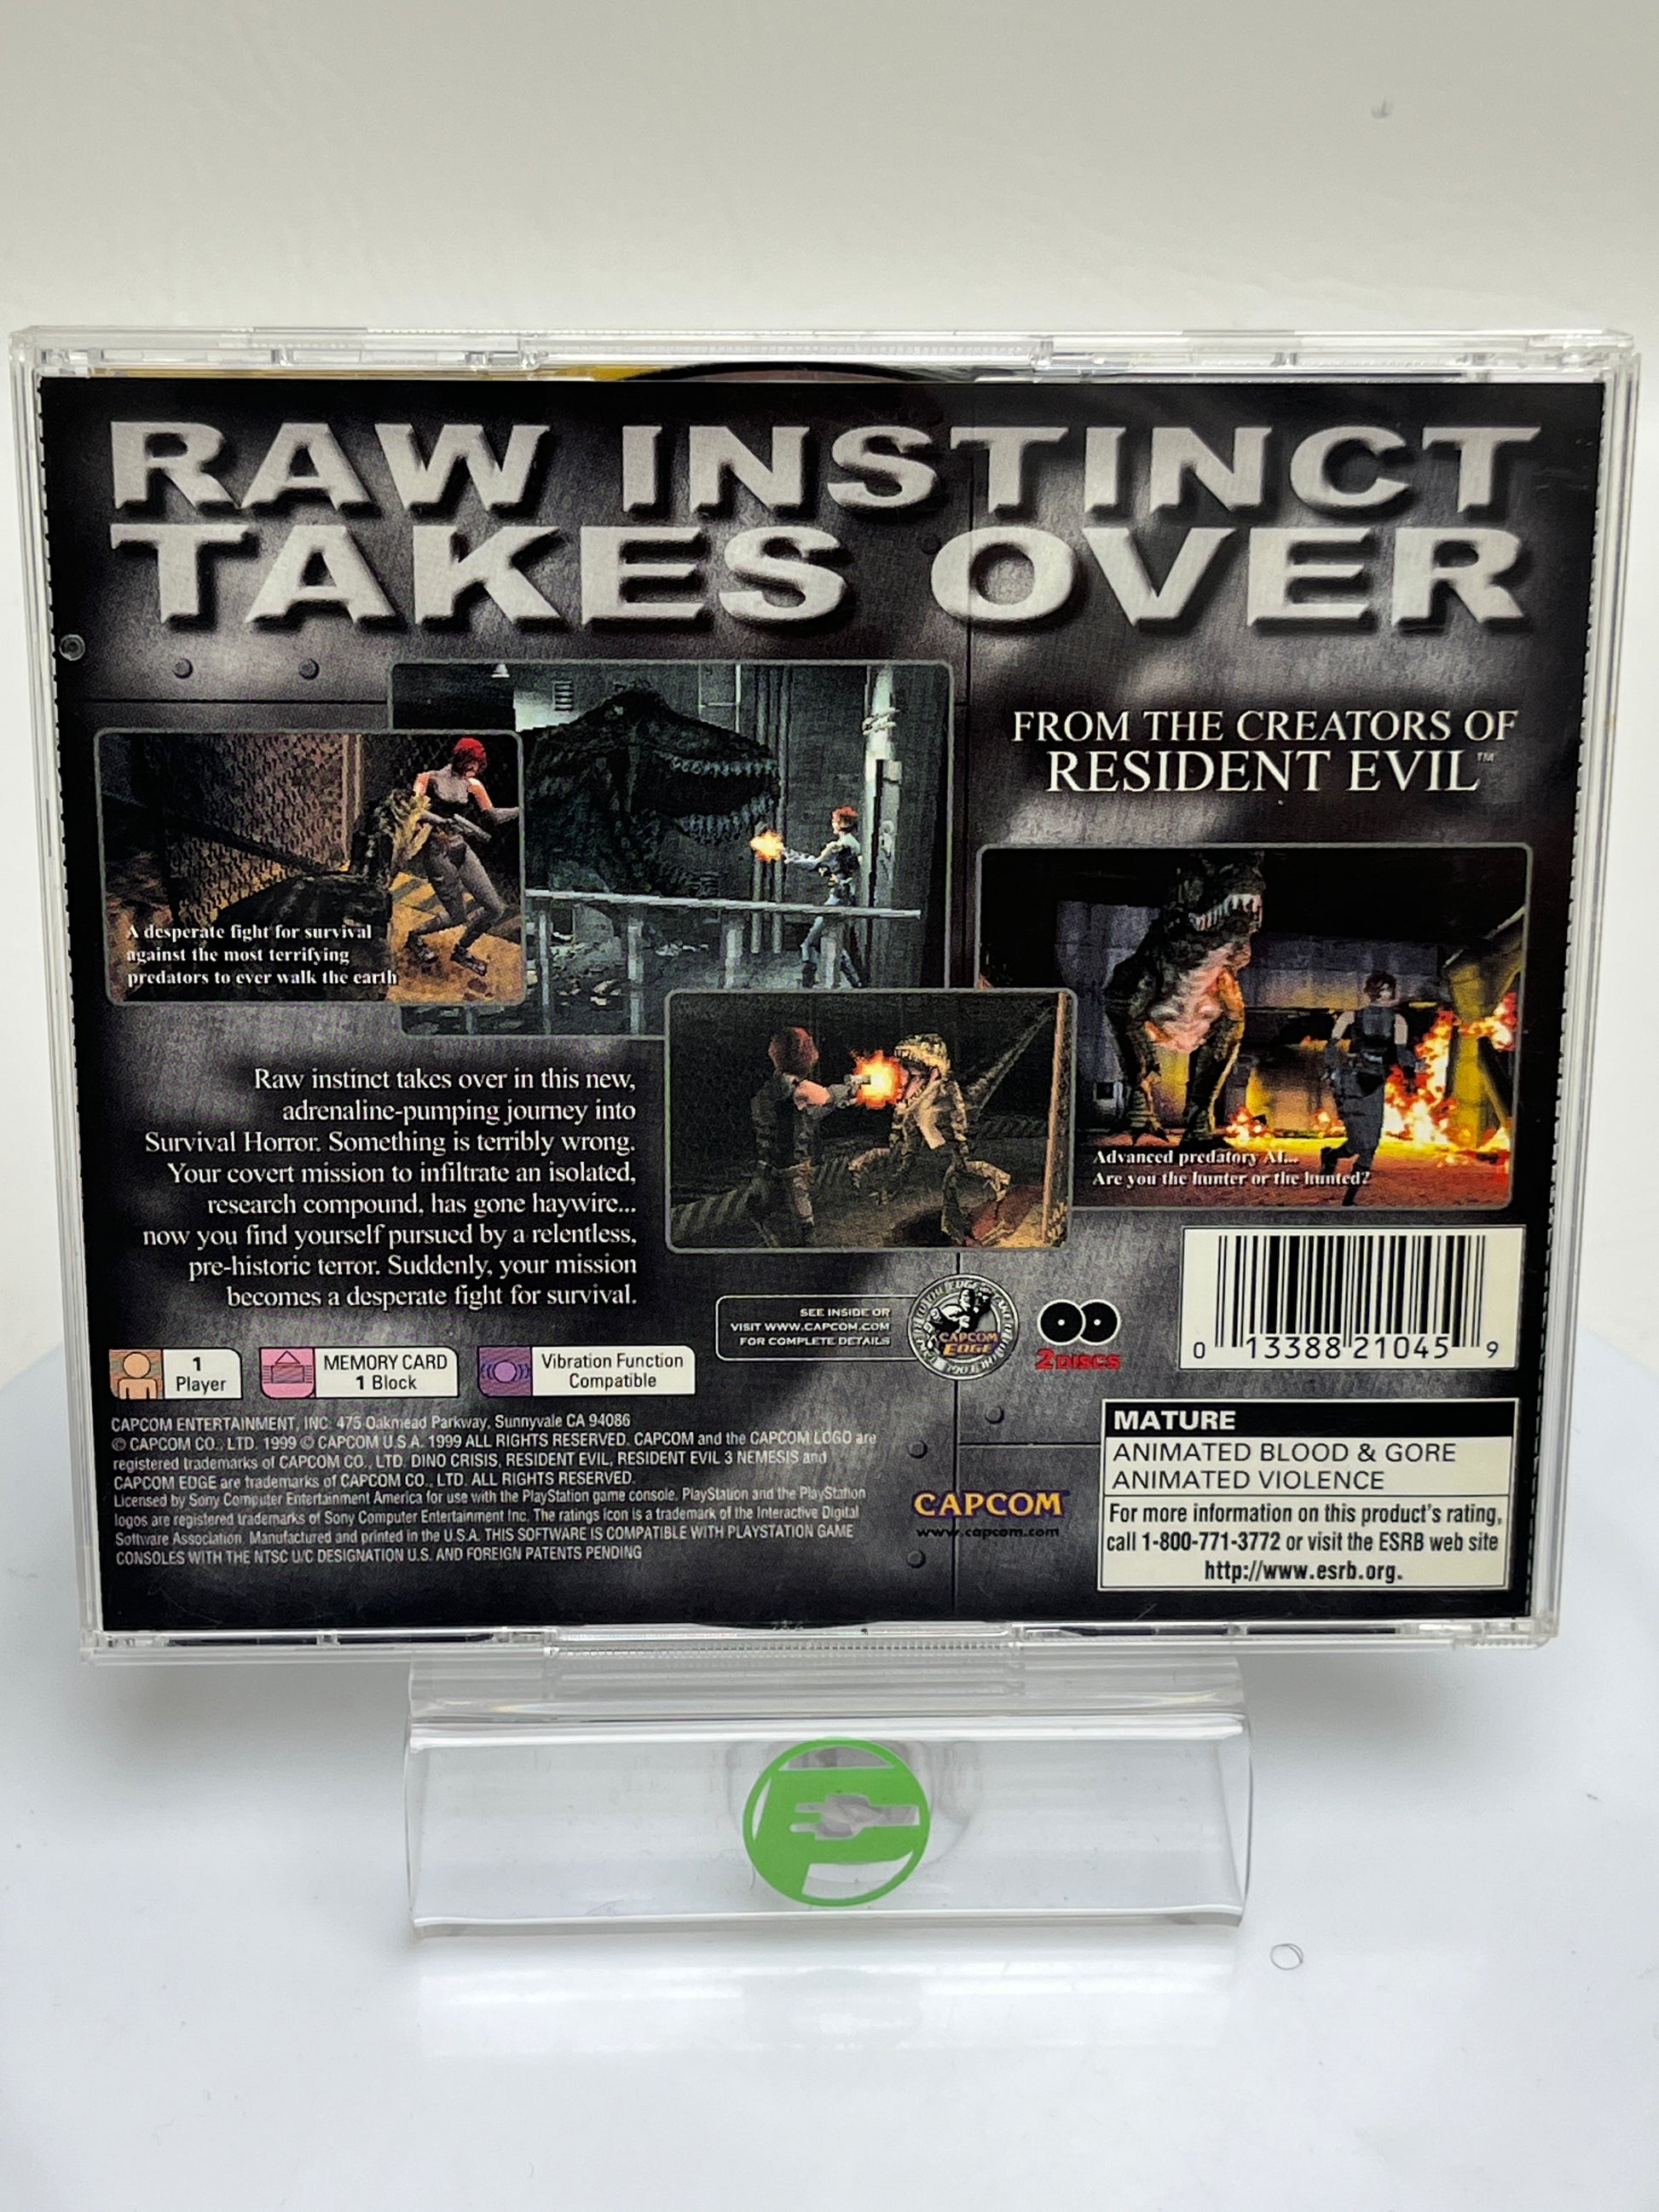 RAW INSTINCT
TAKES OVER
FROM THE CREATORS OF
RESIDENT EVIL™
A desperate fight for survival
against the most terrifying
predators to ever walk the earth
Advanced predatory AI...
Are you the hunter or the hunted?
Raw instinct takes over in this new,
adrenaline-pumping journey into
Survival Horror. Something is terribly wrong.
Your covert mission to infiltrate an isolated,
research compound, has gone haywire...
now you find yourself pursued by a relentless,
pre-historic terror. Suddenly, your mission
becomes a desperate fight for survival.
SEE INSIDE OR
VISIT WWW.CAPCOM.COM
FOR COMPLETE DETAILS
CAPCOM
EDGE
2 DISCS
0 13388 21045 9
1
Player
MEMORY CARD
1 Block
Vibration Function
Compatible
CAPCOM ENTERTAINMENT, INC. 475 Oakmead Parkway, Sunnyvale CA 94086
© CAPCOM CO., LTD. 1999 © CAPCOM U.S.A. 1999 ALL RIGHTS RESERVED. CAPCOM and the CAPCOM LOGO are
registered trademarks of CAPCOM CO., LTD. DINO CRISIS, RESIDENT EVIL, RESIDENT EVIL 3 NEMESIS and
CAPCOM EDGE are trademarks of CAPCOM CO., LTD. ALL RIGHTS RESERVED.
Licensed by Sony Computer Entertainment America for use with the PlayStation game console. PlayStation and the PlayStation
logos are registered trademarks of Sony Computer Entertainment Inc. The ratings icon is a trademark of the Interactive Digital
Software Association. Manufactured and printed in the U.S.A. THIS SOFTWARE IS COMPATIBLE WITH PLAYSTATION GAME
CONSOLES WITH THE NTSC U/C DESIGNATION U.S. AND FOREIGN PATENTS PENDING
CAPCOM
www.capcom.com
MATURE
ANIMATED BLOOD & GORE
ANIMATED VIOLENCE
For more information on this product's rating,
call 1-800-771-3772 or visit the ESRB web site
http://www.esrb.org.